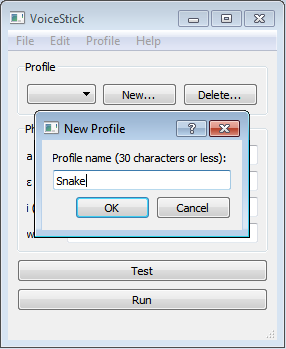 VoiceStick
File Edit Profile Help
Profile
New... Delete...
New Profile
Profile name (30 characters or less):
Snake
OK Cancel
a
ε
i (
w
Test
Run